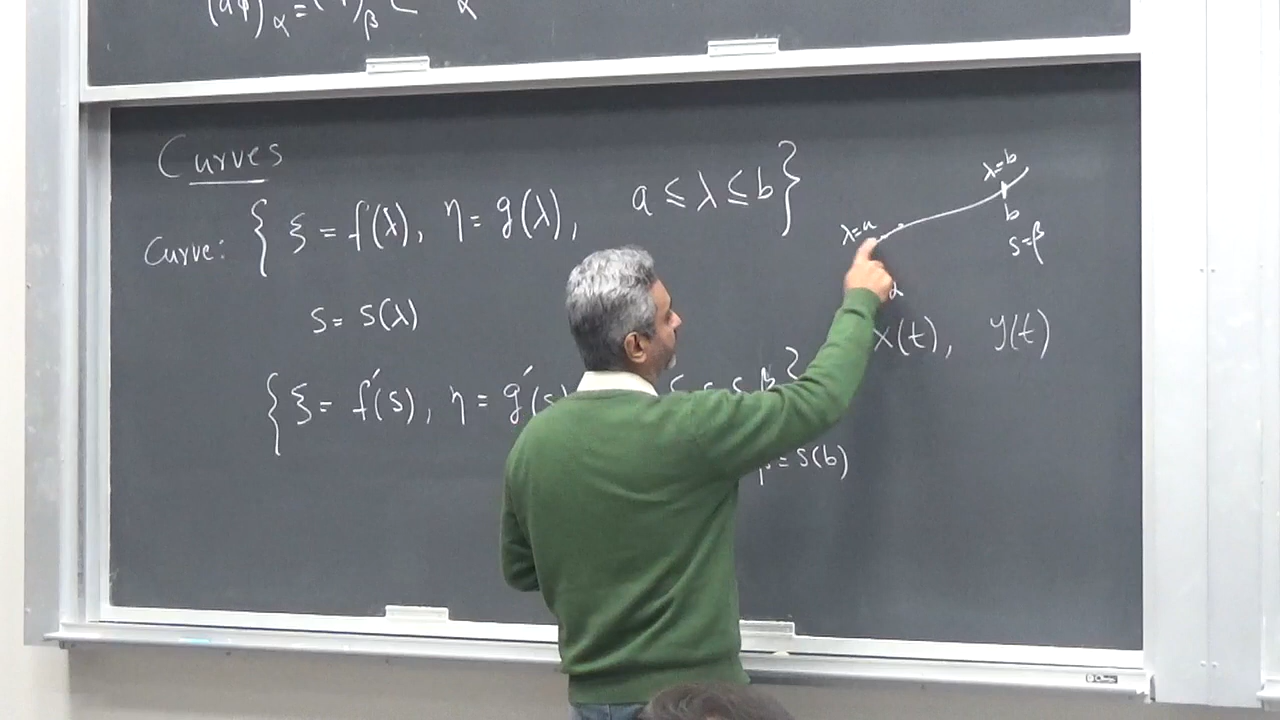 Curves
Curve: { ξ = f(λ), η = g(λ), a ≤ λ ≤ b }
s = s(λ)
{ ξ = f′(s), η = g′(s)
β }
β = s(b)
λ=a
λ=b
b
s=β
α
x(t), y(t)